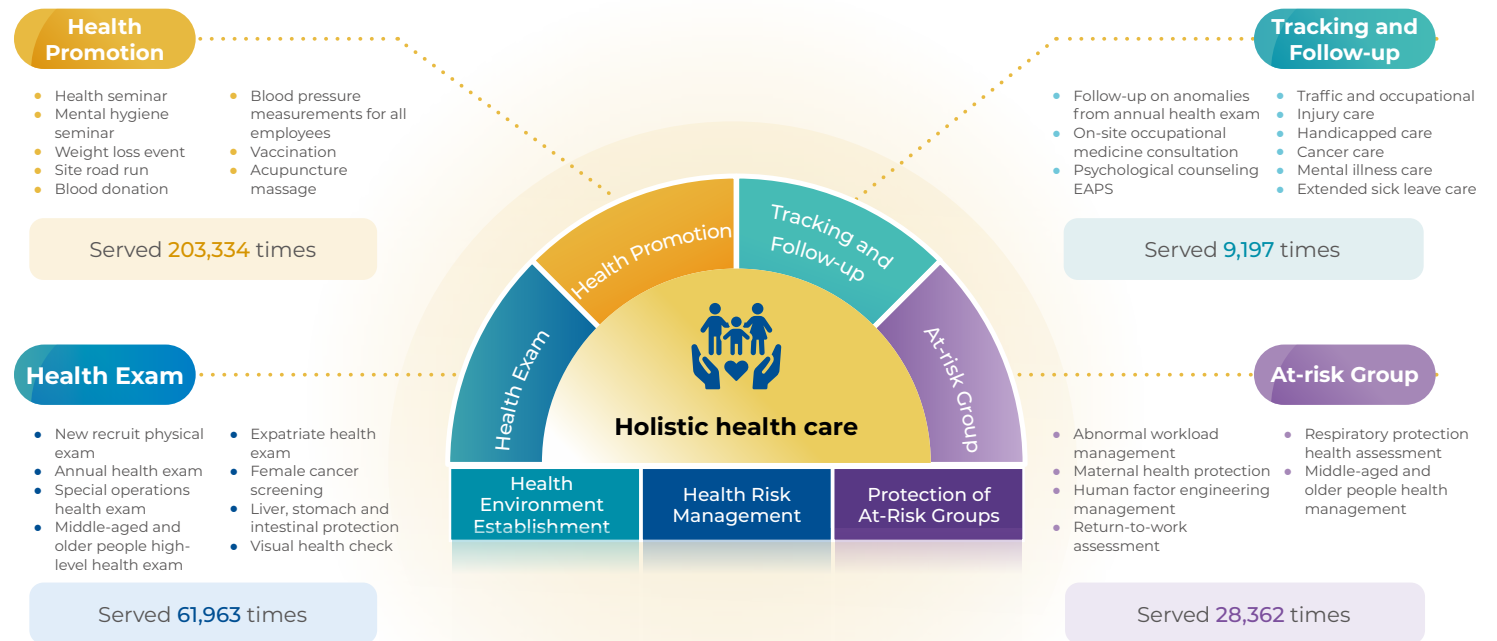 Health
Promotion
Health seminar
Mental hygiene
seminar
Weight loss event
Site road run
Blood donation
Blood pressure
measurements for all
employees
Vaccination
Acupuncture
massage
Served 203,334 times
Tracking and
Follow-up
Follow-up on anomalies
from annual health exam
On-site occupational
medicine consultation
Psychological counseling
EAPS
Traffic and occupational
Injury care
Handicapped care
Cancer care
Mental illness care
Extended sick leave care
Served 9,197 times
Health Exam
Health Promotion
Tracking and
Follow-up
At-risk Group
Holistic health care
Health
Environment
Establishment
Health Risk
Management
Protection of
At-Risk Groups
Health Exam
New recruit physical
exam
Annual health exam
Special operations
health exam
Middle-aged and
older people high-
level health exam
Expatriate health
exam
Female cancer
screening
Liver, stomach and
intestinal protection
Visual health check
Served 61,963 times
At-risk Group
Abnormal workload
management
Maternal health protection
Human factor engineering
management
Return-to-work
assessment
Respiratory protection
health assessment
Middle-aged and
older people health
management
Served 28,362 times